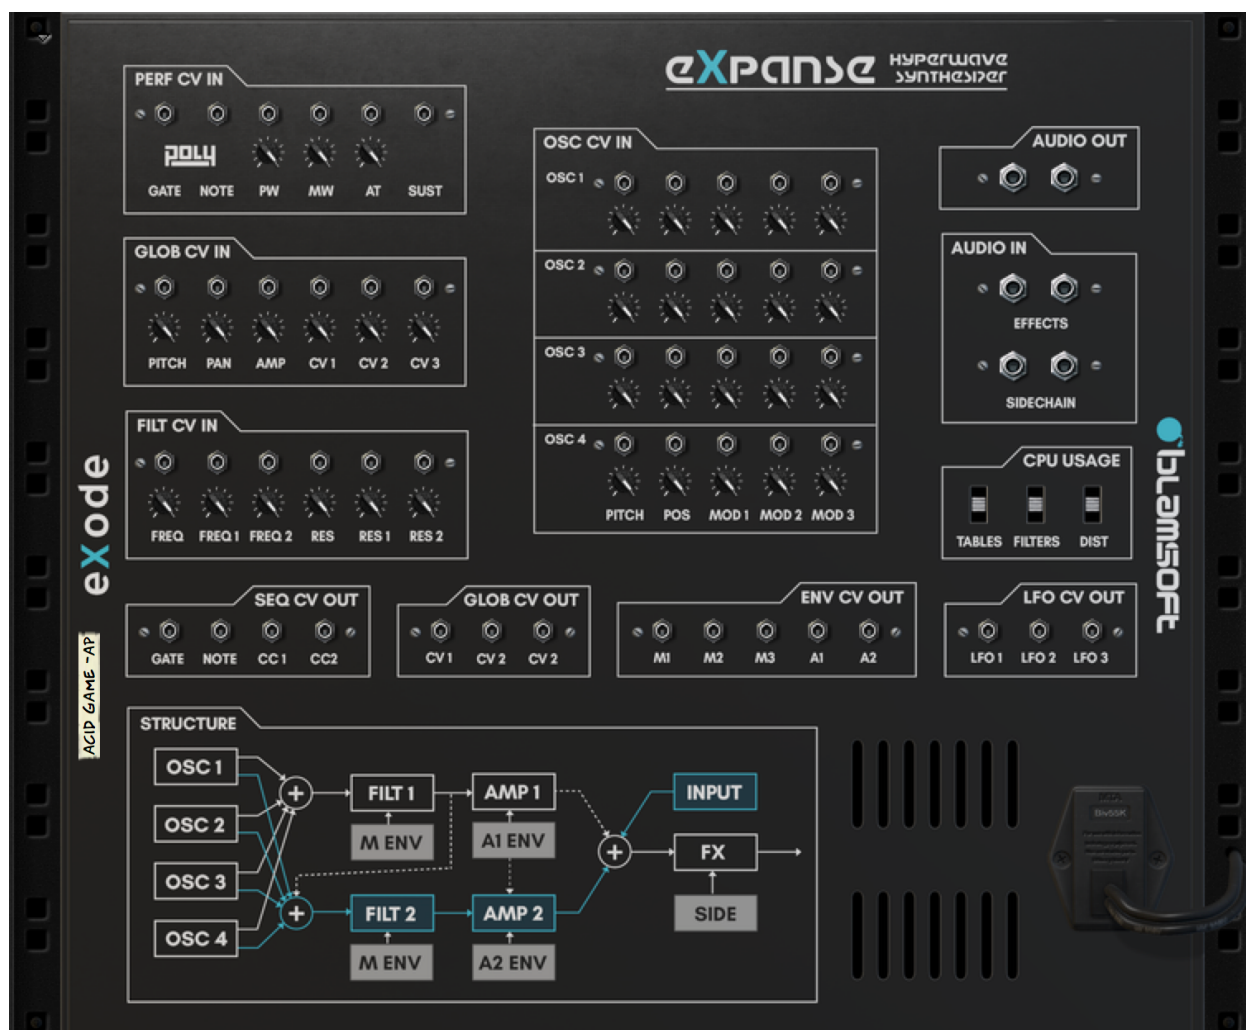 eXpanse HYPERWAVE
SYNTHESIZER
PERF CV IN
POLY
GATE NOTE PW MW AT SUST
GLOB CV IN
PITCH PAN AMP CV 1 CV 2 CV 3
FILT CV IN
FREQ FREQ 1 FREQ 2 RES RES 1 RES 2
OSC CV IN
OSC 1
OSC 2
OSC 3
OSC 4
PITCH POS MOD 1 MOD 2 MOD 3
AUDIO OUT
AUDIO IN
EFFECTS
SIDECHAIN
CPU USAGE
TABLES FILTERS DIST
eXode
blamsoft
SEQ CV OUT
GATE NOTE CC 1 CC2
GLOB CV OUT
CV 1 CV 2 CV 2
ENV CV OUT
M1 M2 M3 A1 A2
LFO CV OUT
LFO 1 LFO 2 LFO 3
ACID GAME -AP
STRUCTURE
OSC 1
OSC 2
OSC 3
OSC 4
+
FILT 1
M ENV
AMP 1
A1 ENV
+
FILT 2
M ENV
AMP 2
A2 ENV
+
INPUT
FX
SIDE